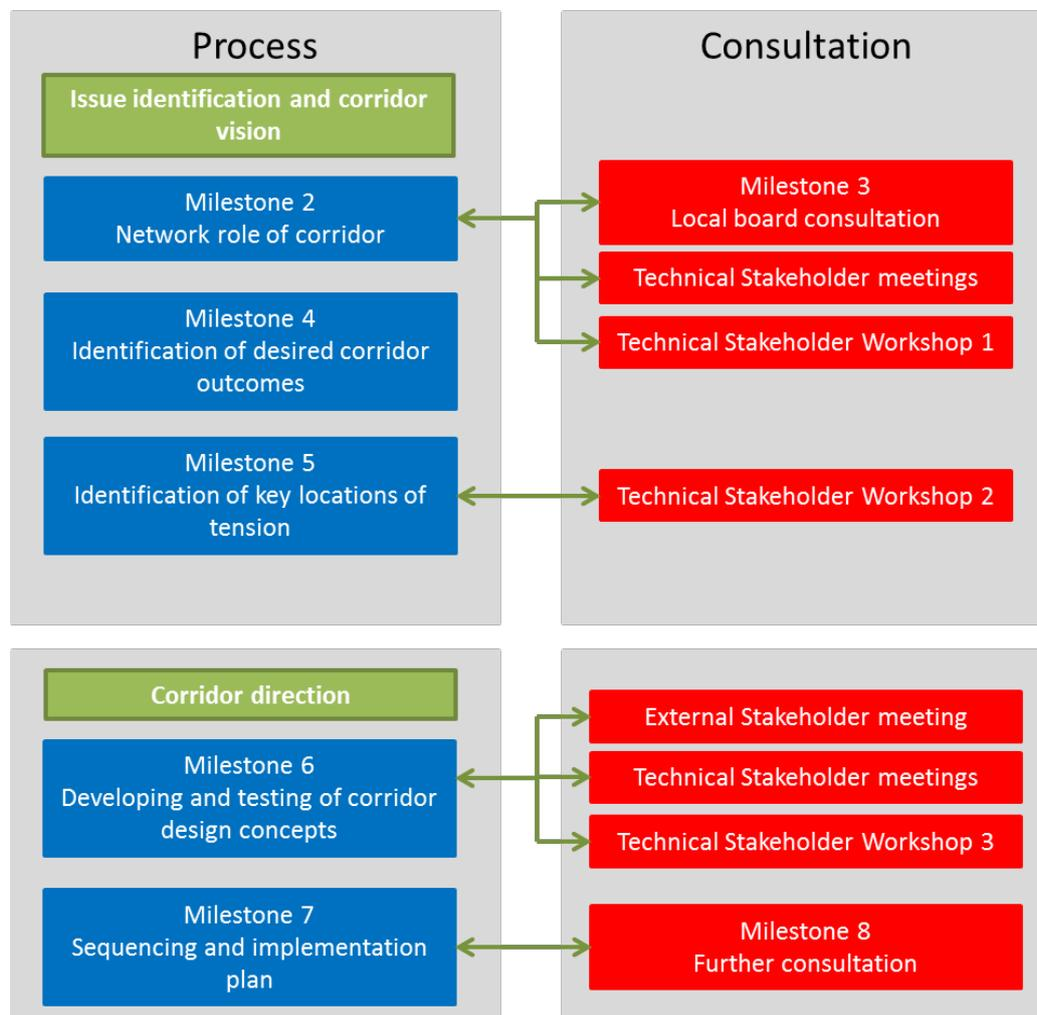 Process
Issue identification and corridor
vision
Milestone 2
Network role of corridor
Milestone 4
Identification of desired corridor
outcomes
Milestone 5
Identification of key locations of
tension
Consultation
Milestone 3
Local board consultation
Technical Stakeholder meetings
Technical Stakeholder Workshop 1
Technical Stakeholder Workshop 2
Corridor direction
Milestone 6
Developing and testing of corridor
design concepts
Milestone 7
Sequencing and implementation
plan
External Stakeholder meeting
Technical Stakeholder meetings
Technical Stakeholder Workshop 3
Milestone 8
Further consultation